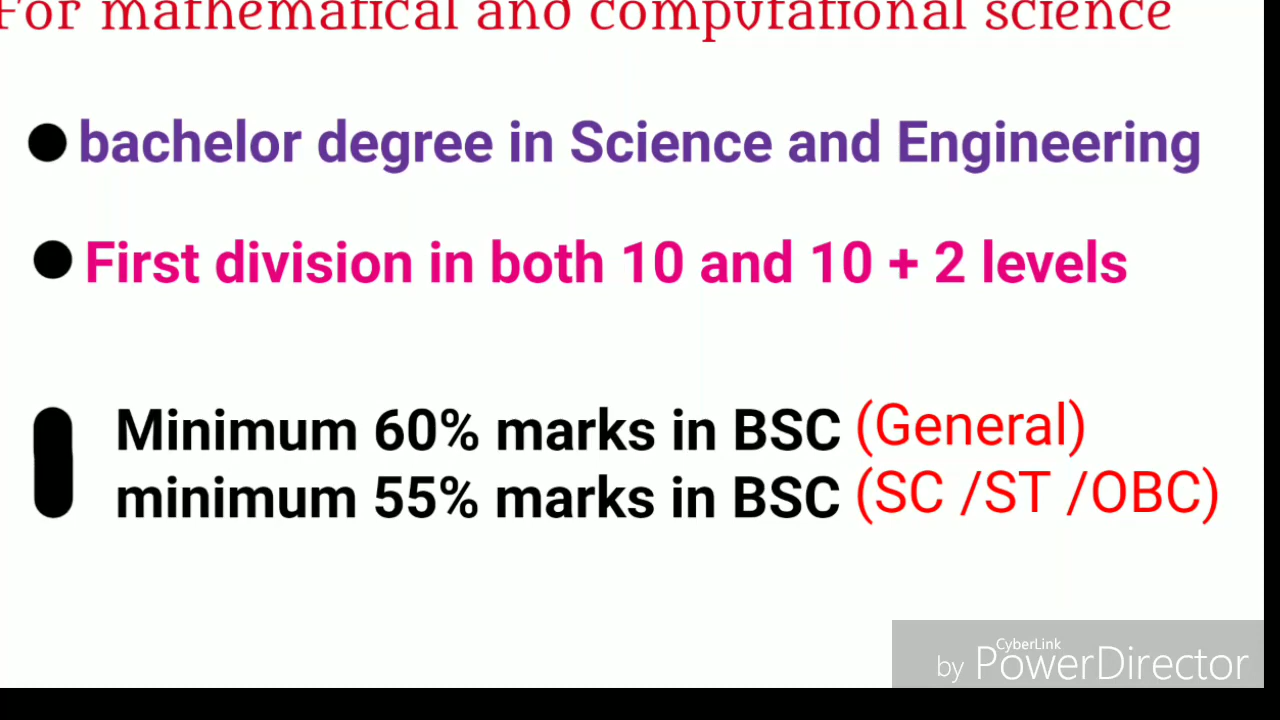 For mathematical and computational science
bachelor degree in Science and Engineering
First division in both 10 and 10 + 2 levels
Minimum 60% marks in BSC (General)
minimum 55% marks in BSC (SC /ST /OBC)
CyberLink
by PowerDirector